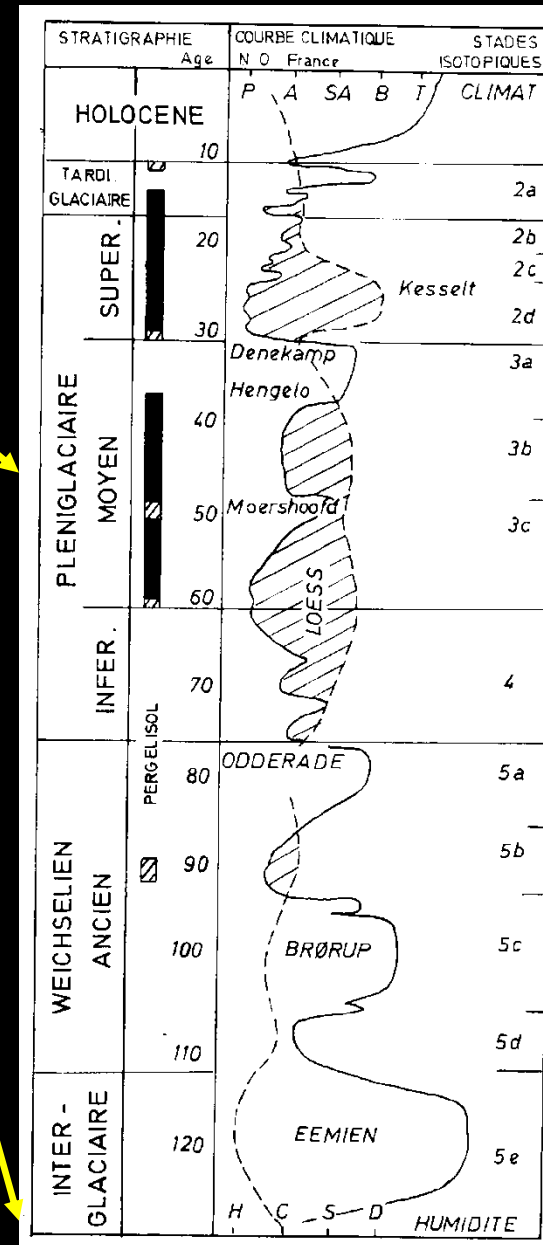 STRATIGRAPHIE COURBE CLIMATIQUE STADES
Age N O France ISOTOPIQUES
P A SA B T CLIMAT
HOLOCENE
10
TARDI
GLACIAIRE
2a
SUPER.
20
2b
2c
Kesselt
2d
30
Denekamp
3a
Hengelo
PLENIGLACIAIRE
MOYEN
40
3b
Moershoofd
50
3c
LOESS
60
INFER.
70
4
PERGELISOL
ODDERADE
80
5a
WEICHSELIEN
ANCIEN
90
5b
100
BRØRUP
5c
110
5d
INTER-
GLACIAIRE
120
EEMIEN
5e
H C S D HUMIDITE